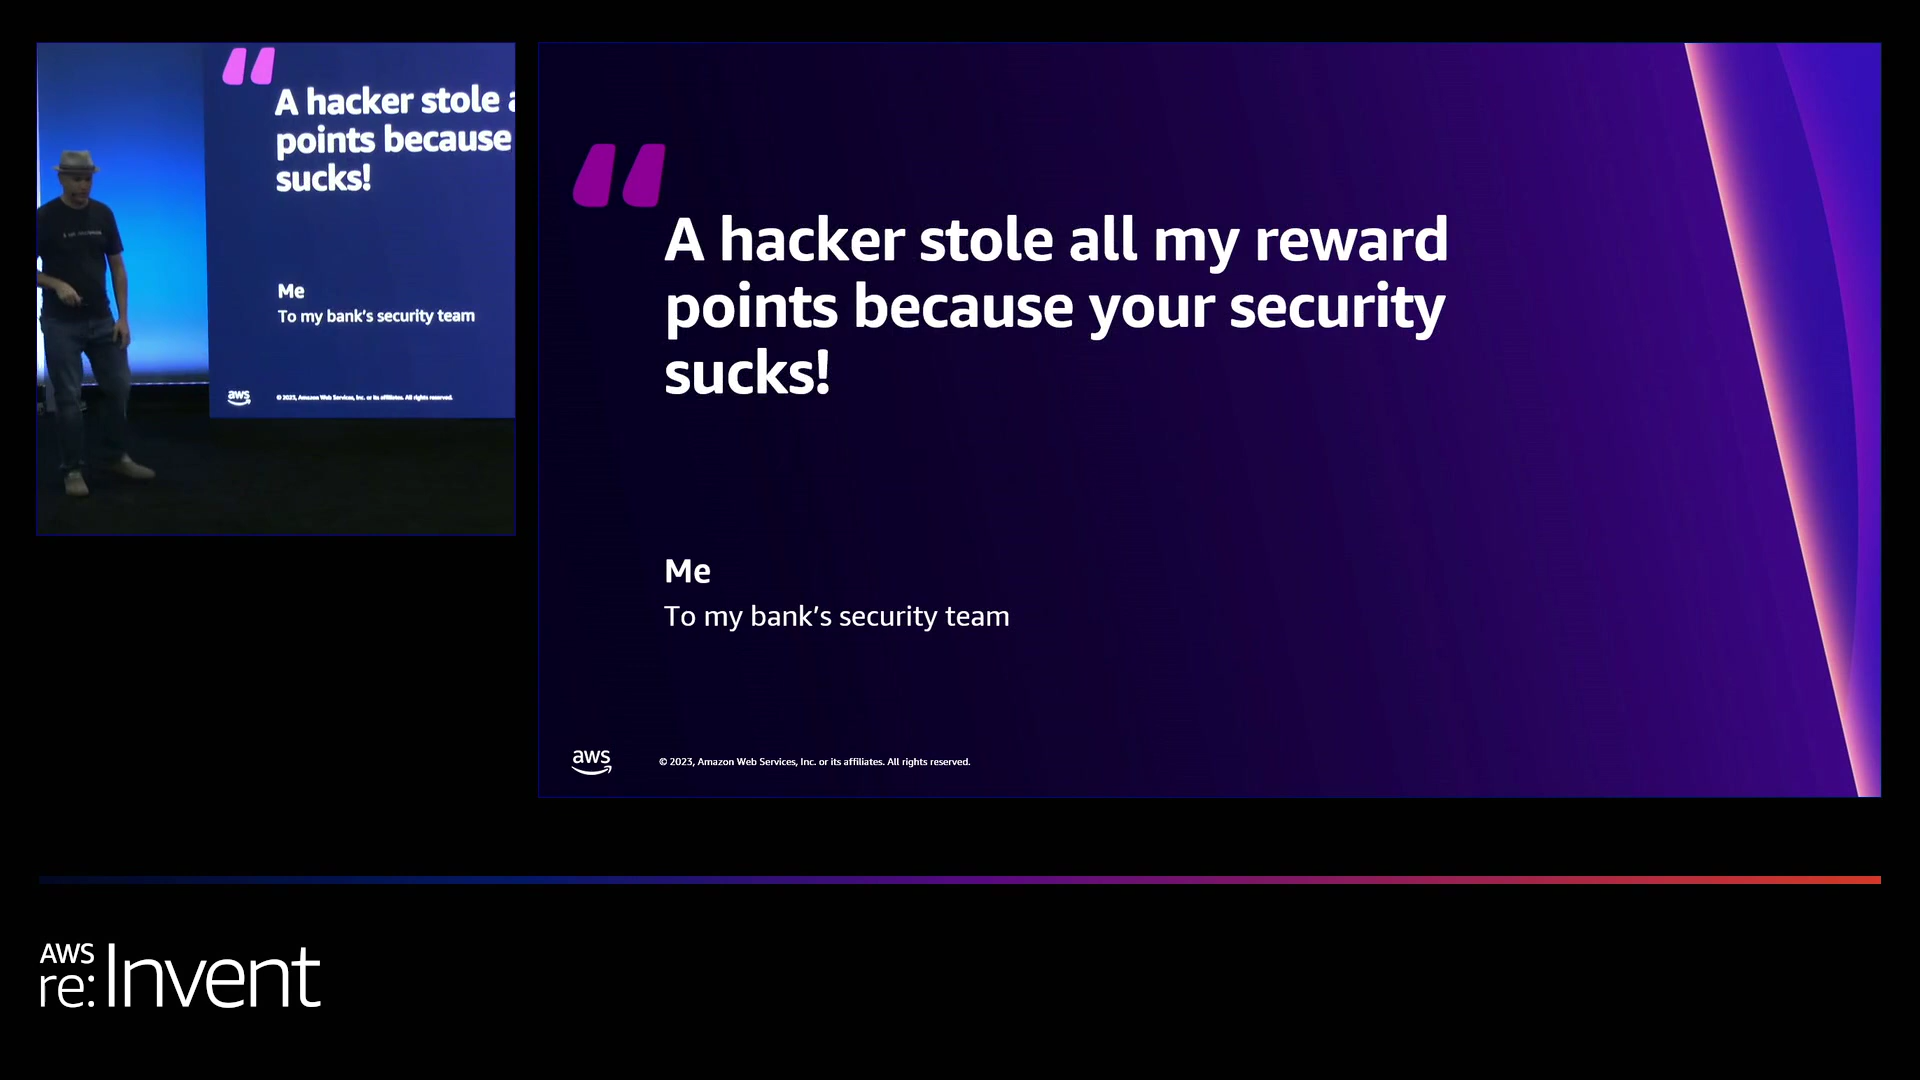 A hacker stole
points because
sucks!
Me
To my bank's security team
aws
© 2023, Amazon Web Services, Inc. or its affiliates. All rights reserved.
A hacker stole all my reward
points because your security
sucks!
Me
To my bank's security team
aws
© 2023, Amazon Web Services, Inc. or its affiliates. All rights reserved.
AWS
re:Invent